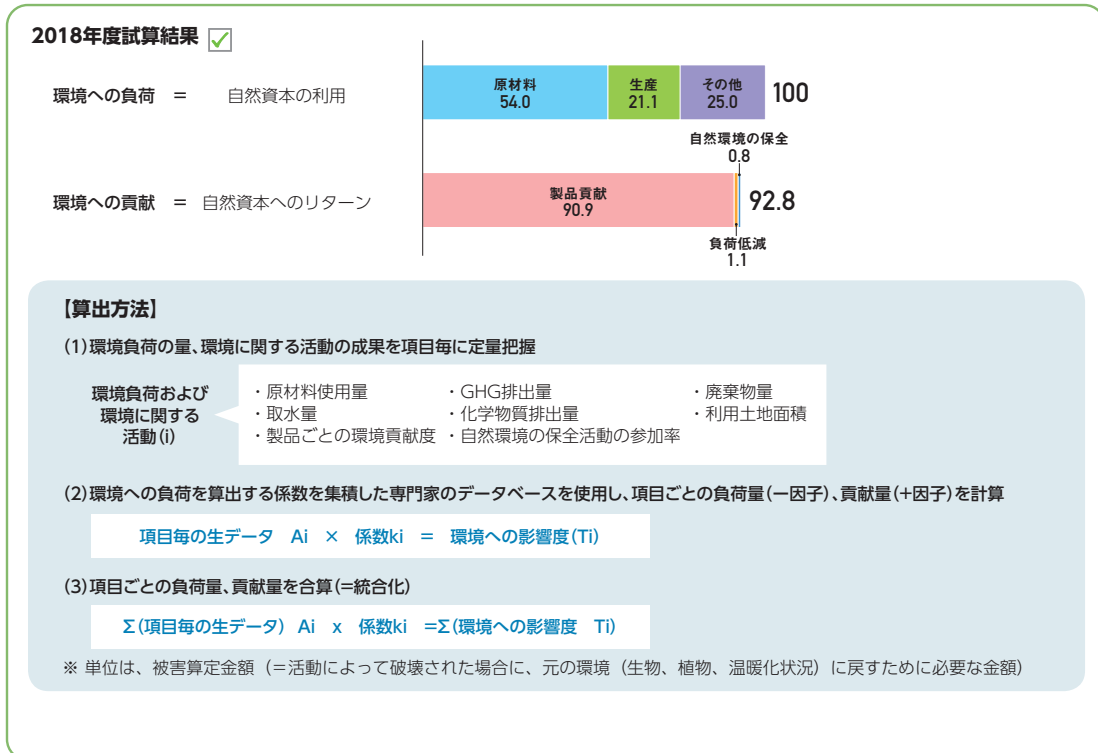 2018年度試算結果
環境への負荷 = 自然資本の利用
原材料
54.0
生産
21.1
その他
25.0
100
自然環境の保全
0.8
環境への貢献 = 自然資本へのリターン
製品貢献
90.9
92.8
負荷低減
1.1
【算出方法】
(1)環境負荷の量、環境に関する活動の成果を項目毎に定量把握
環境負荷および
環境に関する
活動(i)
・原材料使用量 ・GHG排出量 ・廃棄物量
・取水量 ・化学物質排出量 ・利用土地面積
・製品ごとの環境貢献度 ・自然環境の保全活動の参加率
(2)環境への負荷を算出する係数を集積した専門家のデータベースを使用し、項目ごとの負荷量(ー因子)、貢献量(+因子)を計算
項目毎の生データ Ai × 係数ki = 環境への影響度(Ti)
(3)項目ごとの負荷量、貢献量を合算(=統合化)
Σ(項目毎の生データ) Ai x 係数ki =Σ(環境への影響度 Ti)
※ 単位は、被害算定金額(=活動によって破壊された場合に、元の環境(生物、植物、温暖化状況)に戻すために必要な金額)